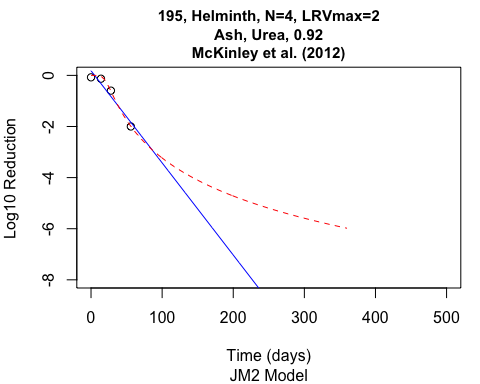 195, Helminth, N=4, LRVmax=2
Ash, Urea, 0.92
McKinley et al. (2012)
Log10 Reduction
0
-2
-4
-6
-8
0 100 200 300 400 500
Time (days)
JM2 Model